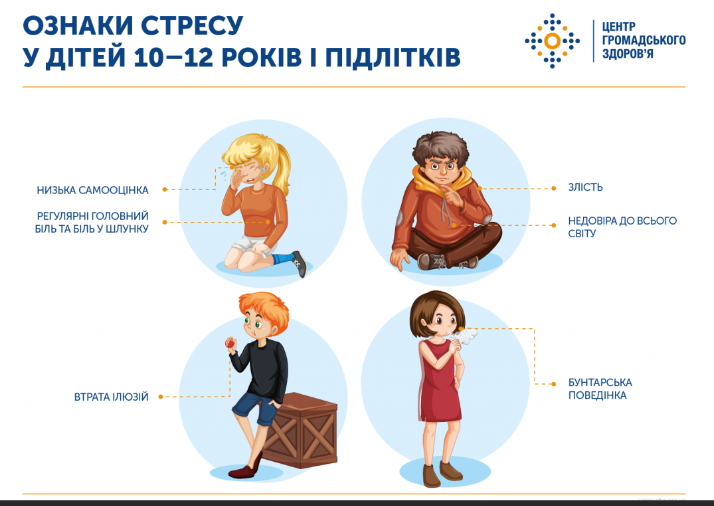 ОЗНАКИ СТРЕСУ
У ДІТЕЙ 10–12 РОКІВ І ПІДЛІТКІВ
ЦЕНТР
ГРОМАДСЬКОГО
ЗДОРОВ'Я
НИЗЬКА САМООЦІНКА
РЕГУЛЯРНІ ГОЛОВНИЙ
БІЛЬ ТА БІЛЬ У ШЛУНКУ
ЗЛІСТЬ
НЕДОВІРА ДО ВСЬОГО
СВІТУ
ВТРАТА ІЛЮЗІЙ
БУНТАРСЬКА
ПОВЕДІНКА